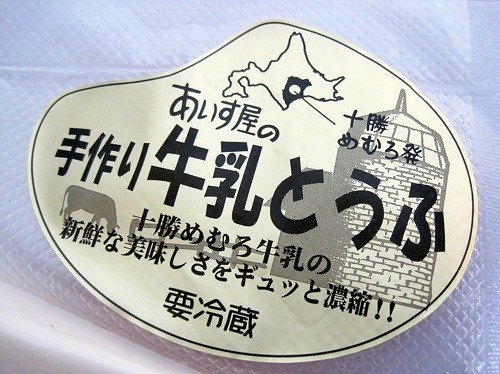 十勝
めむろ発
あいす屋の
手作り牛乳とうふ
十勝めむろ牛乳の
新鮮な美味しさをギュッと濃縮!!
要冷蔵